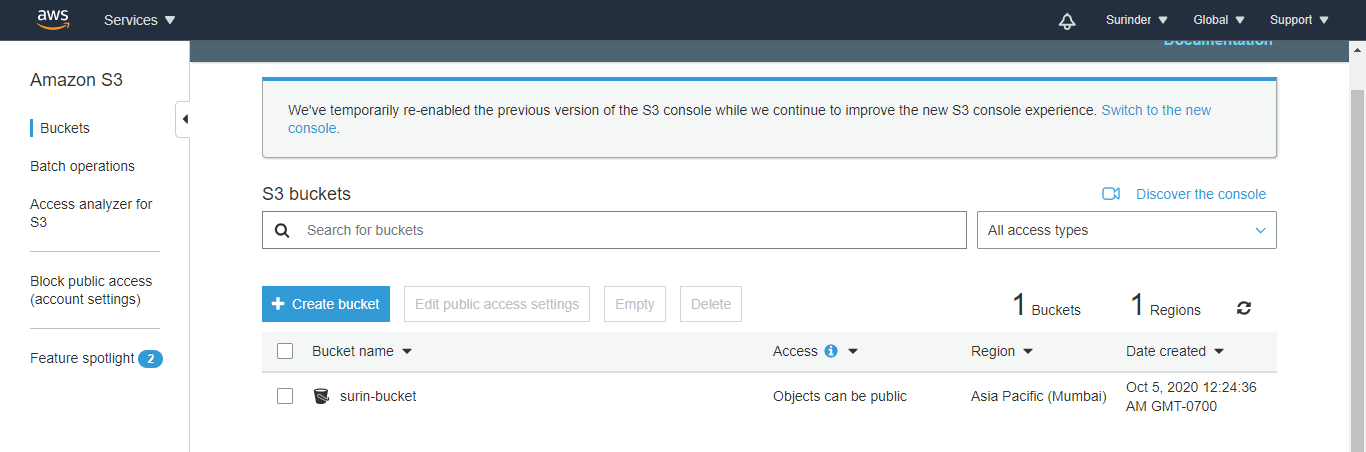 aws Services Surinder Global Support
Documentation
Amazon S3
Buckets
Batch operations
Access analyzer for
S3
Block public access
(account settings)
Feature spotlight 2
We've temporarily re-enabled the previous version of the S3 console while we continue to improve the new S3 console experience. Switch to the new
console.
S3 buckets Discover the console
Search for buckets All access types
+ Create bucket Edit public access settings Empty Delete 1 Buckets 1 Regions
Bucket name Access i Region Date created
surin-bucket Objects can be public Asia Pacific (Mumbai) Oct 5, 2020 12:24:36
AM GMT-0700